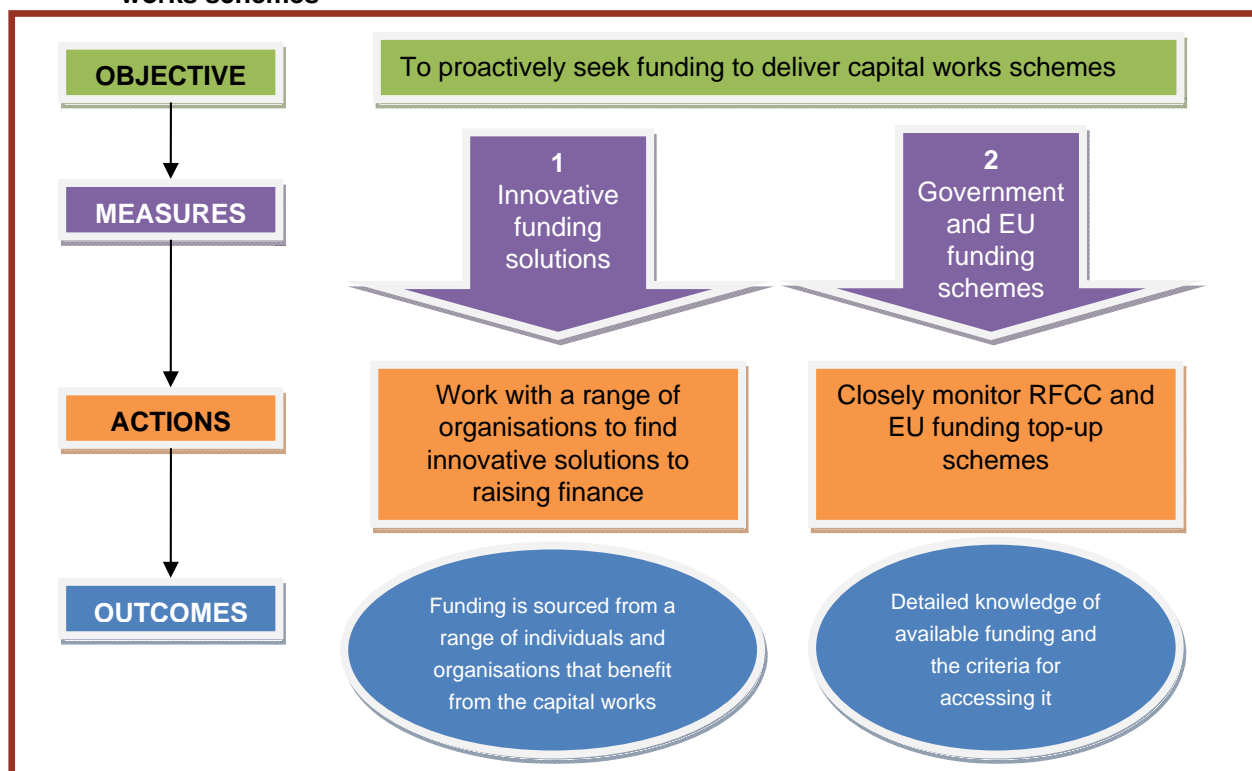 works schemes
OBJECTIVE
To proactively seek funding to deliver capital works schemes
MEASURES
1
Innovative
funding
solutions
2
Government
and EU
funding
schemes
ACTIONS
Work with a range of
organisations to find
innovative solutions to
raising finance
Closely monitor RFCC and
EU funding top-up
schemes
OUTCOMES
Funding is sourced from a
range of individuals and
organisations that benefit
from the capital works
Detailed knowledge of
available funding and
the criteria for
accessing it